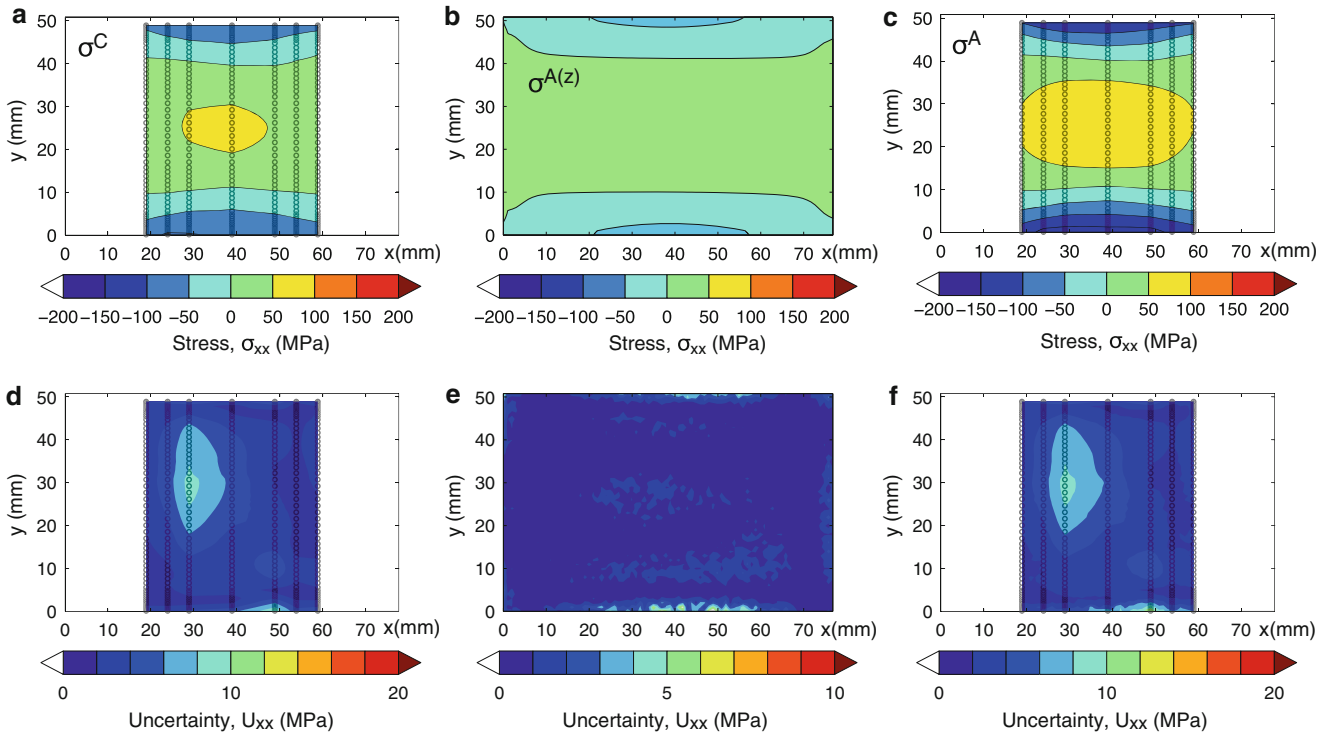 a
σC
y (mm)
50
40
30
20
10
0
0 10 20 30 40 50 60 70 x(mm)
−200 −150 −100 −50 0 50 100 150 200
Stress, σxx (MPa)
b
σA(z)
y (mm)
50
40
30
20
10
0
0 10 20 30 40 50 60 70 x(mm)
−200 −150 −100 −50 0 50 100 150 200
Stress, σxx (MPa)
c
σA
y (mm)
50
40
30
20
10
0
0 10 20 30 40 50 60 70 x(mm)
−200 −150 −100 −50 0 50 100 150 200
Stress, σxx (MPa)
d
y (mm)
50
40
30
20
10
0
0 10 20 30 40 50 60 70 x(mm)
0 10 20
Uncertainty, Uxx (MPa)
e
y (mm)
50
40
30
20
10
0
0 10 20 30 40 50 60 70 x(mm)
0 5 10
Uncertainty, Uxx (MPa)
f
y (mm)
50
40
30
20
10
0
0 10 20 30 40 50 60 70 x(mm)
0 10 20
Uncertainty, Uxx (MPa)